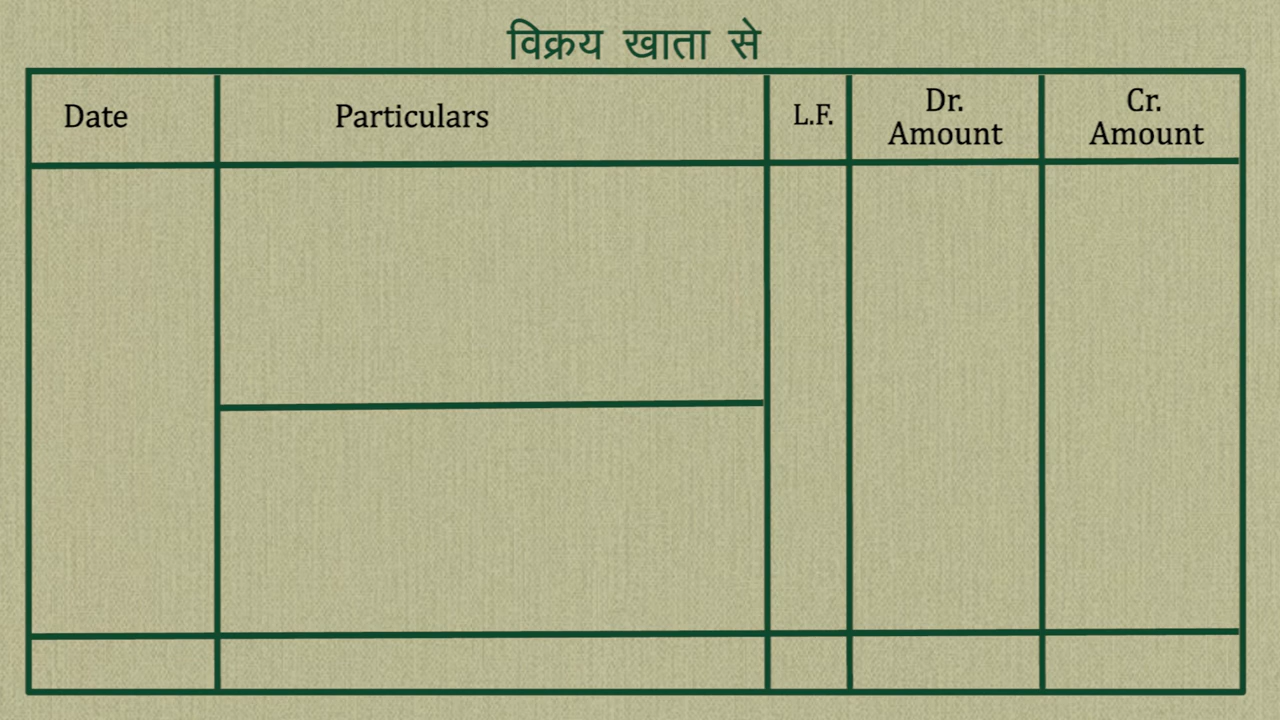 विक्रय खाता से
Date Particulars L.F. Dr. Amount Cr. Amount